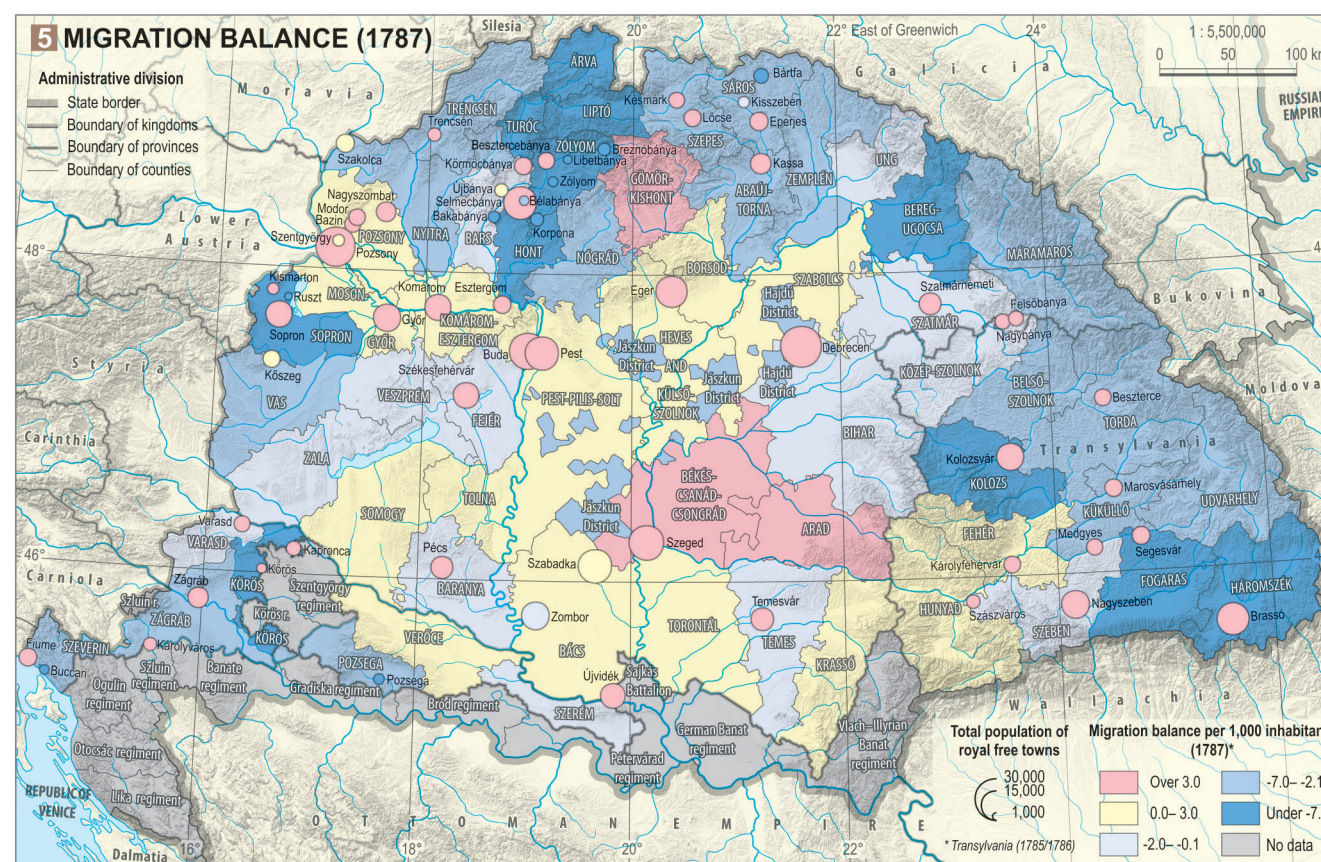 5 MIGRATION BALANCE (1787)
Administrative division
State border
Boundary of kingdoms
Boundary of provinces
Boundary of counties
Silesia
20
22
East of Greenwich
24
1 : 5,500,000
0 50 100 km
Moravia
Galicia
RUSSIAN
EMPIRE
ÁRVA
TRENCSÉN
Trencsén
LIPTÓ
TURÓC
Késmárk
Lőcse
SÁROS
Bártfa
Kisszeben
Eperjes
Szakolca
Besztercebánya
ZÓLYOM
Breznóbánya
Libetbánya
Körmöcbánya
Zólyom
SZEPES
Kassa
UNG
ZEMPLÉN
GÖMÖR-
KISHONT
ABAÚJ-
TORNA
Újbánya
Selmecbánya
Bélabánya
Bakabánya
Korpona
Nagyszombat
Modor
Bazin
Szentgyörgy
POZSONY
Pozsony
NYITRA
BARS
HONT
NÓGRÁD
BEREG-
UGOCSA
MÁRAMAROS
Lower
Austria
48
48
BORSOD
SZABOLCS
Bukovina
Kismarton
Ruszt
MOSON-
Komárom
Esztergom
Eger
Hajdú
District
Szatmárnémeti
Felsőbánya
Sopron
SOPRON
Győr
GYŐR
KOMÁROM-
ESZTERGOM
SZATMÁR
Nagybánya
HEVES
AND
KÜLSŐ-
SZOLNOK
Buda
Pest
Jászkun
District
Debrecen
Hajdú
District
Kőszeg
Székesfehérvár
KÖZÉP-SZOLNOK
Styria
VAS
VESZPRÉM
FEJÉR
PEST-PILIS-SOLT
Jászkun
District
BELSŐ-
SZOLNOK
Beszterce
TORDA
Moldova
Carinthia
ZALA
BIHAR
Transylvania
Kolozsvár
KOLOZS
Marosvásárhely
UDVARHELY
SOMOGY
TOLNA
BÉKÉS-
CSANÁD-
CSONGRÁD
Jászkun
District
ARAD
KÜKÜLLŐ
Varasd
VARASD
Kapronca
Szeged
FEHÉR
Medgyes
Segesvár
46
46
Carniola
Körös
KÖRÖS
Szentgyörgy
regiment
Pécs
BARANYA
Szabadka
Károlyfehérvár
FOGARAS
HÁROMSZÉK
Zágráb
ZÁGRÁB
Szluin r.
Körös r.
KÖRÖS
Zombor
Temesvár
TEMES
HUNYAD
Szászváros
SZEBEN
Nagyszeben
Brassó
SZEVERIN
Károlyváros
VERŐCE
TORONTÁL
Fiume
Buccari
Szluin
regiment
Banate
regiment
POZSEGA
Pozsega
BÁCS
KRASSÓ
Ogulin
regiment
Gradiska regiment
Bród regiment
Újvidék
Sajkás
Battalion
SZERÉM
German Banat
regiment
Vlach–Illyrian
Banat
regiment
Wallachia
Otocsác regiment
Pétervárad
regiment
REPUBLIC OF
VENICE
Lika regiment
OTTOMAN EMPIRE
Dalmatia
16
18
20
22
Total population of
royal free towns
30,000
15,000
1,000
Migration balance per 1,000 inhabitan
(1787)*
Over 3.0
0.0– 3.0
-2.0– -0.1
-7.0– -2.1
Under -7.
No data
* Transylvania (1785/1786)